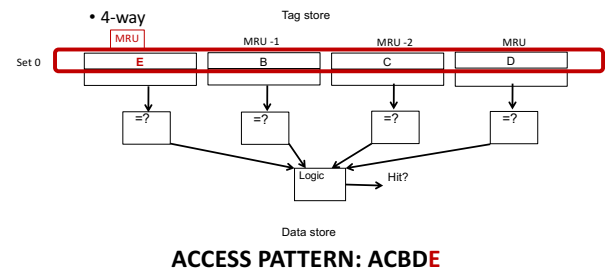 • 4-way
Tag store
MRU
MRU -1
MRU -2
MRU
Set 0
E
B
C
D
=?
=?
=?
=?
Logic
Hit?
Data store
ACCESS PATTERN: ACBDE